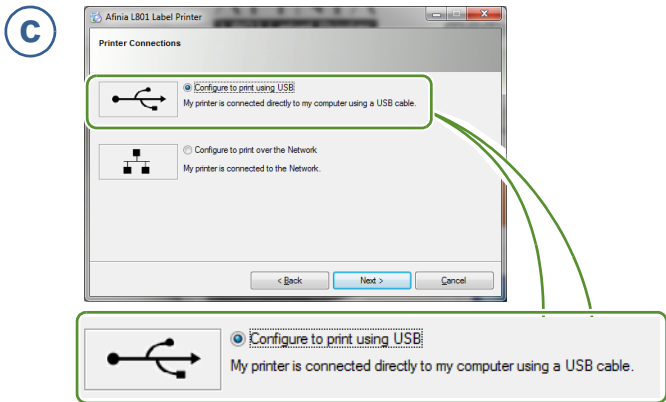 C
Afinia L801 Label Printer
Printer Connections
Configure to print using USB
My printer is connected directly to my computer using a USB cable.
Configure to print over the Network
My printer is connected to the Network.
< Back Next > Cancel
Configure to print using USB
My printer is connected directly to my computer using a USB cable.